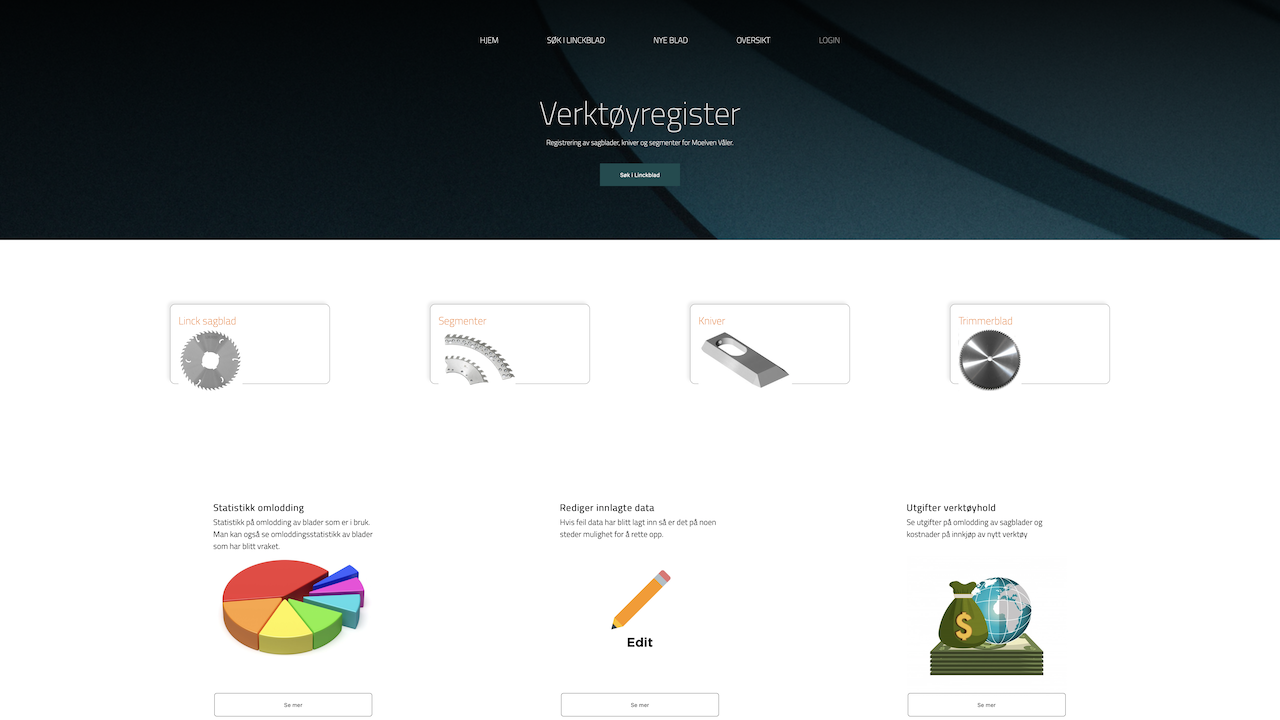 HJEM
SØK I LINCKBLAD
NYE BLAD
OVERSIKT
LOGIN
Verktøyregister
Registrering av sagblader, kniver og segmenter for Moelven Våler.
Søk i Linckblad
Linck sagblad
Segmenter
Kniver
Trimmerblad
Statistikk omlodding
Statistikk på omlodding av blader som er i bruk.
Man kan også se omloddingsstatistikk av blader
som har blitt vraket.
Se mer
Rediger innlagte data
Hvis feil data har blitt lagt inn så er det på noen
steder mulighet for å rette opp.
Edit
Se mer
Utgifter verktøyhold
Se utgifter på omlodding av sagblader og
kostnader på innkjøp av nytt verktøy
$
Se mer